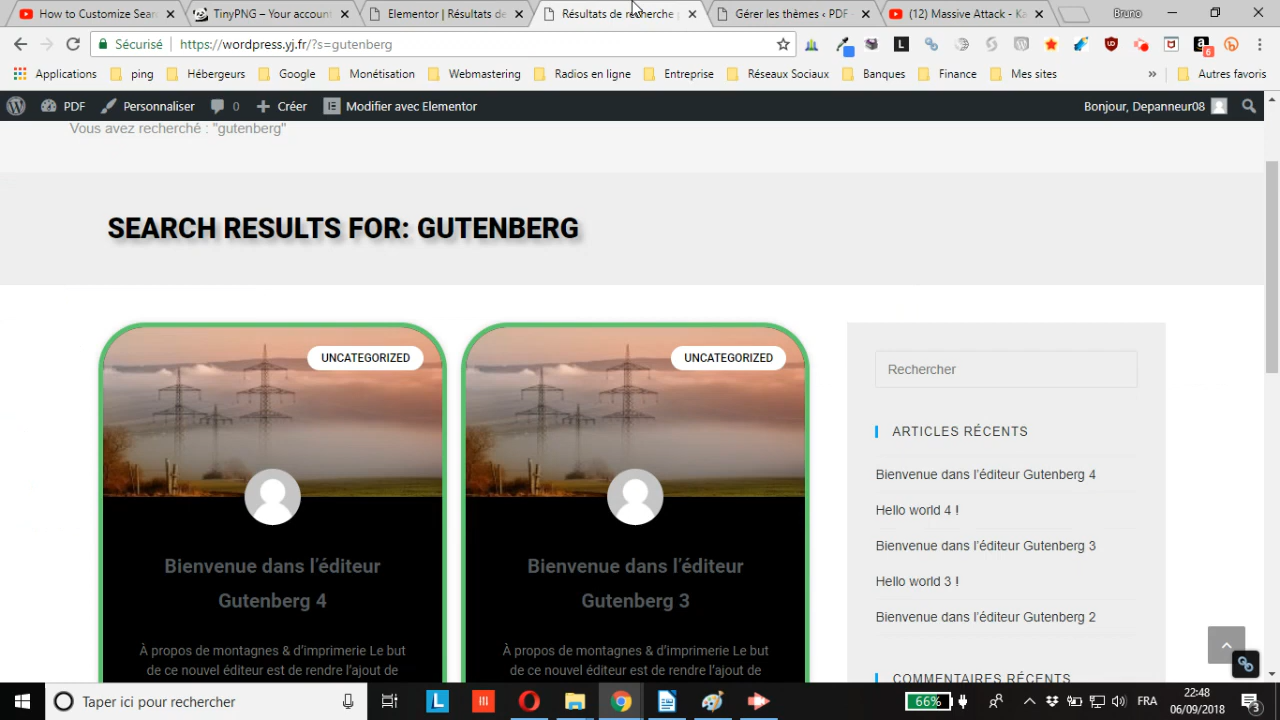 How to Customize Sear
TinyPNG – Your account
Elementor | Résultats de
Résultats de recherche
Gérer les thèmes ‹ PDF
(12) Massive Attack - Ka
Bruno
Sécurisé
https://wordpress.yj.fr/?s=gutenberg
6
Applications
ping
Hébergeurs
Google
Monétisation
Webmastering
Radios en ligne
Entreprise
Réseaux Sociaux
Banques
Finance
Mes sites
»
Autres favoris
PDF
Personnaliser
0
Créer
Modifier avec Elementor
Bonjour, Depanneur08
Vous avez recherché : "gutenberg"
SEARCH RESULTS FOR: GUTENBERG
UNCATEGORIZED
UNCATEGORIZED
Bienvenue dans l’éditeur
Gutenberg 4
À propos de montagnes & d’imprimerie Le but
de ce nouvel éditeur est de rendre l’ajout de
Bienvenue dans l’éditeur
Gutenberg 3
À propos de montagnes & d’imprimerie Le but
de ce nouvel éditeur est de rendre l’ajout de
Rechercher
ARTICLES RÉCENTS
Bienvenue dans l’éditeur Gutenberg 4
Hello world 4 !
Bienvenue dans l’éditeur Gutenberg 3
Hello world 3 !
Bienvenue dans l’éditeur Gutenberg 2
COMMENTAIRES RÉCENTS
Taper ici pour rechercher
66%
FRA
22:48
06/09/2018
3